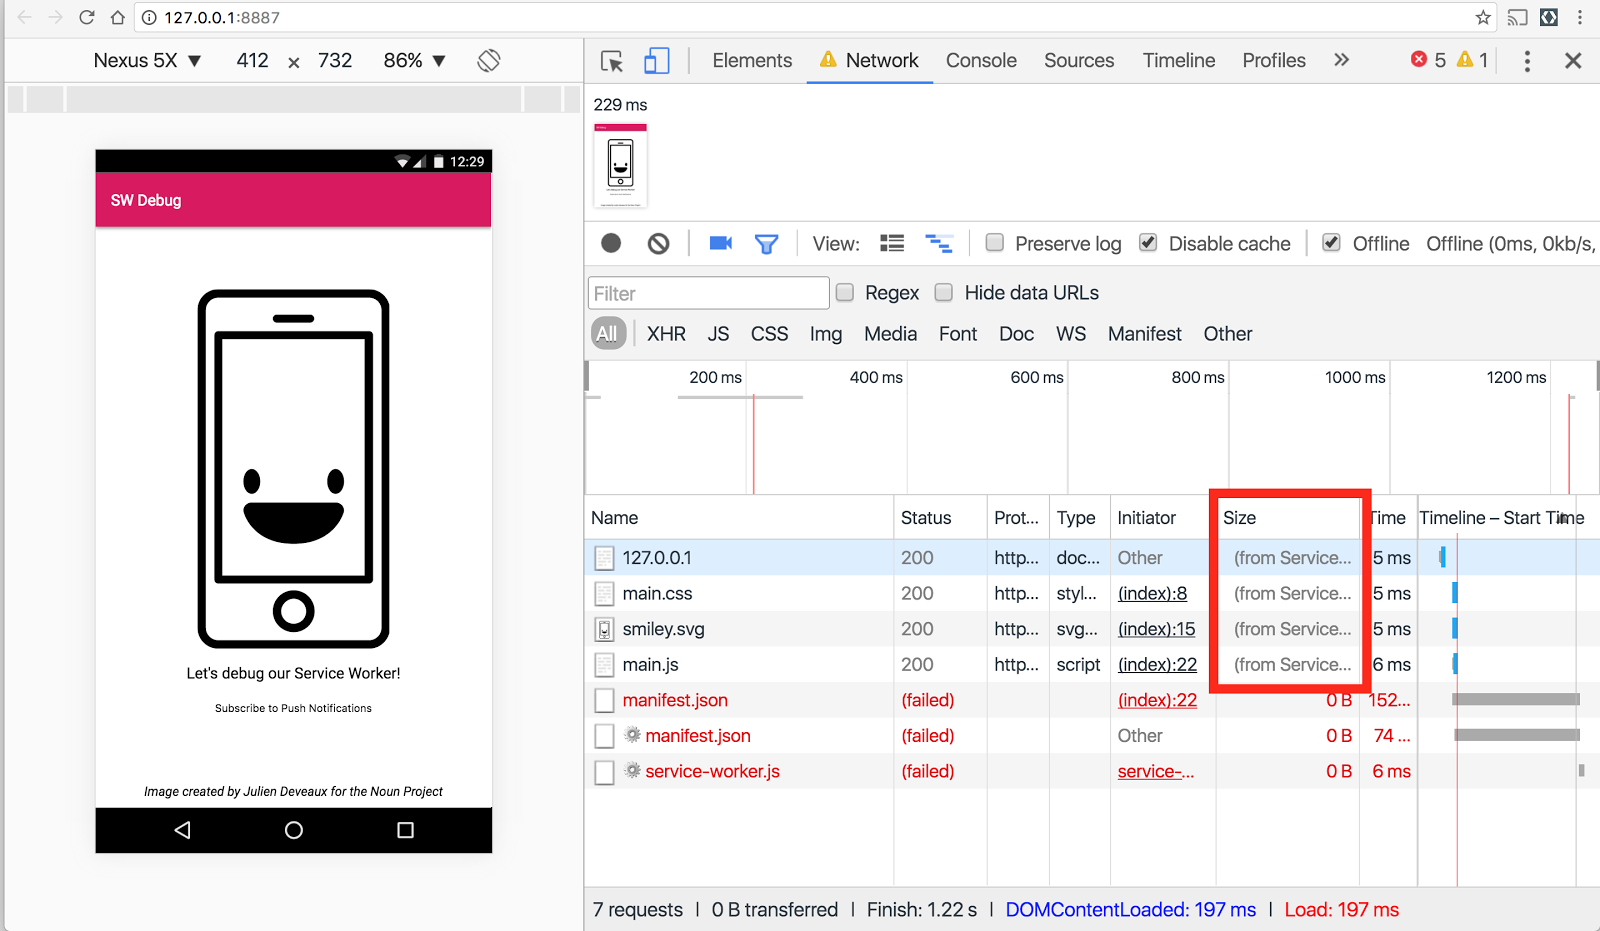 127.0.0.1:8887
Nexus 5X ▼ 412 × 732 86% ▼
Elements Network Console Sources Timeline Profiles » 5 1
229 ms
12:29
SW Debug
Let's debug our Service Worker!
Subscribe to Push Notifications
Image created by Julien Deveaux for the Noun Project
View: Preserve log Disable cache Offline Offline (0ms, 0kb/s,
Filter Regex Hide data URLs
All XHR JS CSS Img Media Font Doc WS Manifest Other
200 ms 400 ms 600 ms 800 ms 1000 ms 1200 ms
Name Status Prot... Type Initiator Size Time Timeline – Start Time
127.0.0.1 200 http... doc... Other (from Service... 5 ms
main.css 200 http... styl... (index):8 (from Service... 5 ms
smiley.svg 200 http... svg... (index):15 (from Service... 5 ms
main.js 200 http... script (index):22 (from Service... 6 ms
manifest.json (failed) (index):22 0 B 152...
manifest.json (failed) Other 0 B 74 ...
service-worker.js (failed) service-... 0 B 6 ms
7 requests | 0 B transferred | Finish: 1.22 s | DOMContentLoaded: 197 ms | Load: 197 ms